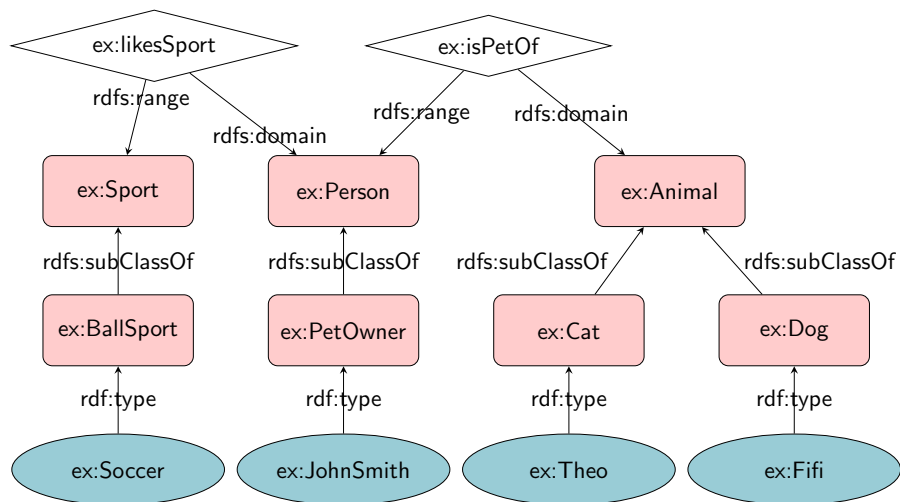 ex:likesSport
ex:isPetOf
rdfs:range
rdfs:domain
rdfs:range
rdfs:domain
ex:Sport
ex:Person
ex:Animal
rdfs:subClassOf
rdfs:subClassOf
rdfs:subClassOf
rdfs:subClassOf
ex:BallSport
ex:PetOwner
ex:Cat
ex:Dog
rdf:type
rdf:type
rdf:type
rdf:type
ex:Soccer
ex:JohnSmith
ex:Theo
ex:Fifi